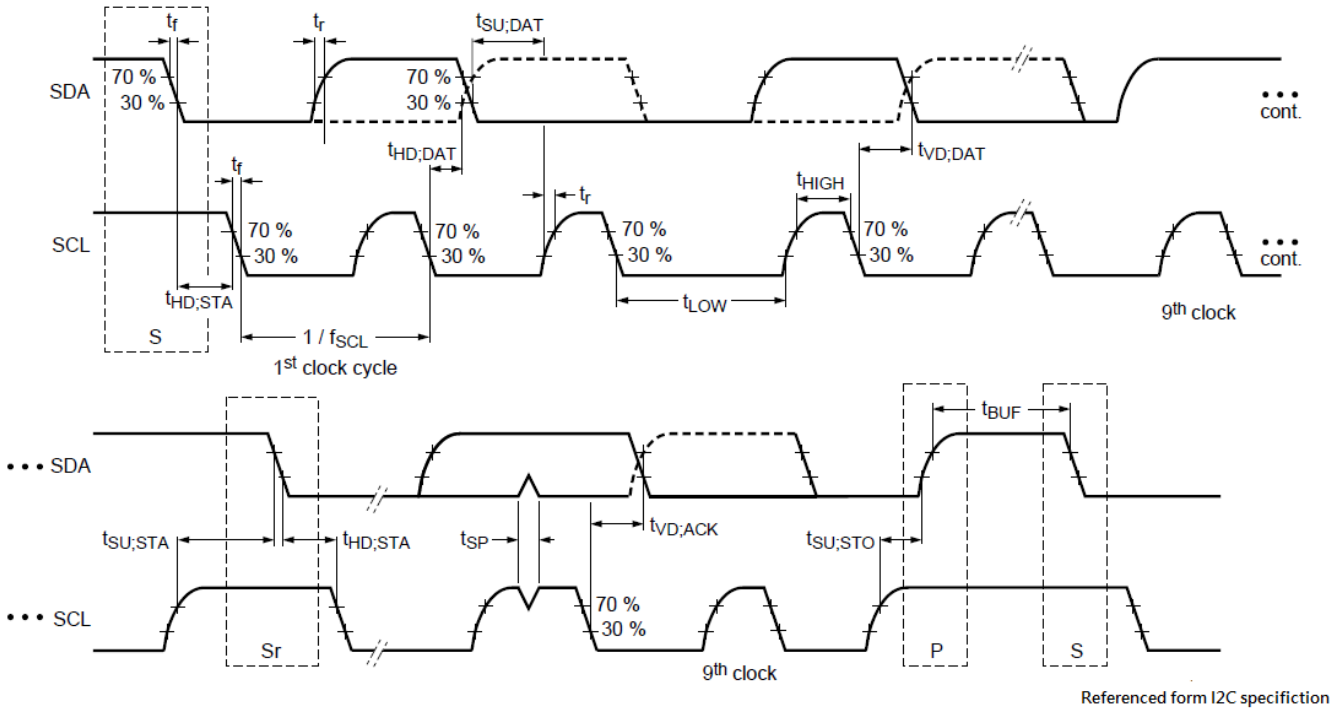 tf tr tSU;DAT
70 % 70 %
SDA
30 % 30 %
cont.
tHD;DAT tVD;DAT
tf tr tHIGH
70 % 70 % 70 % 70 %
SCL
30 % 30 % 30 % 30 %
cont.
tHD;STA tLOW
9th clock
S 1 / fSCL
1st clock cycle
tBUF
SDA
tSU;STA tHD;STA tSP tVD;ACK tSU;STO
70 %
SCL
30 %
Sr P S
9th clock
Referenced form I2C specifiction